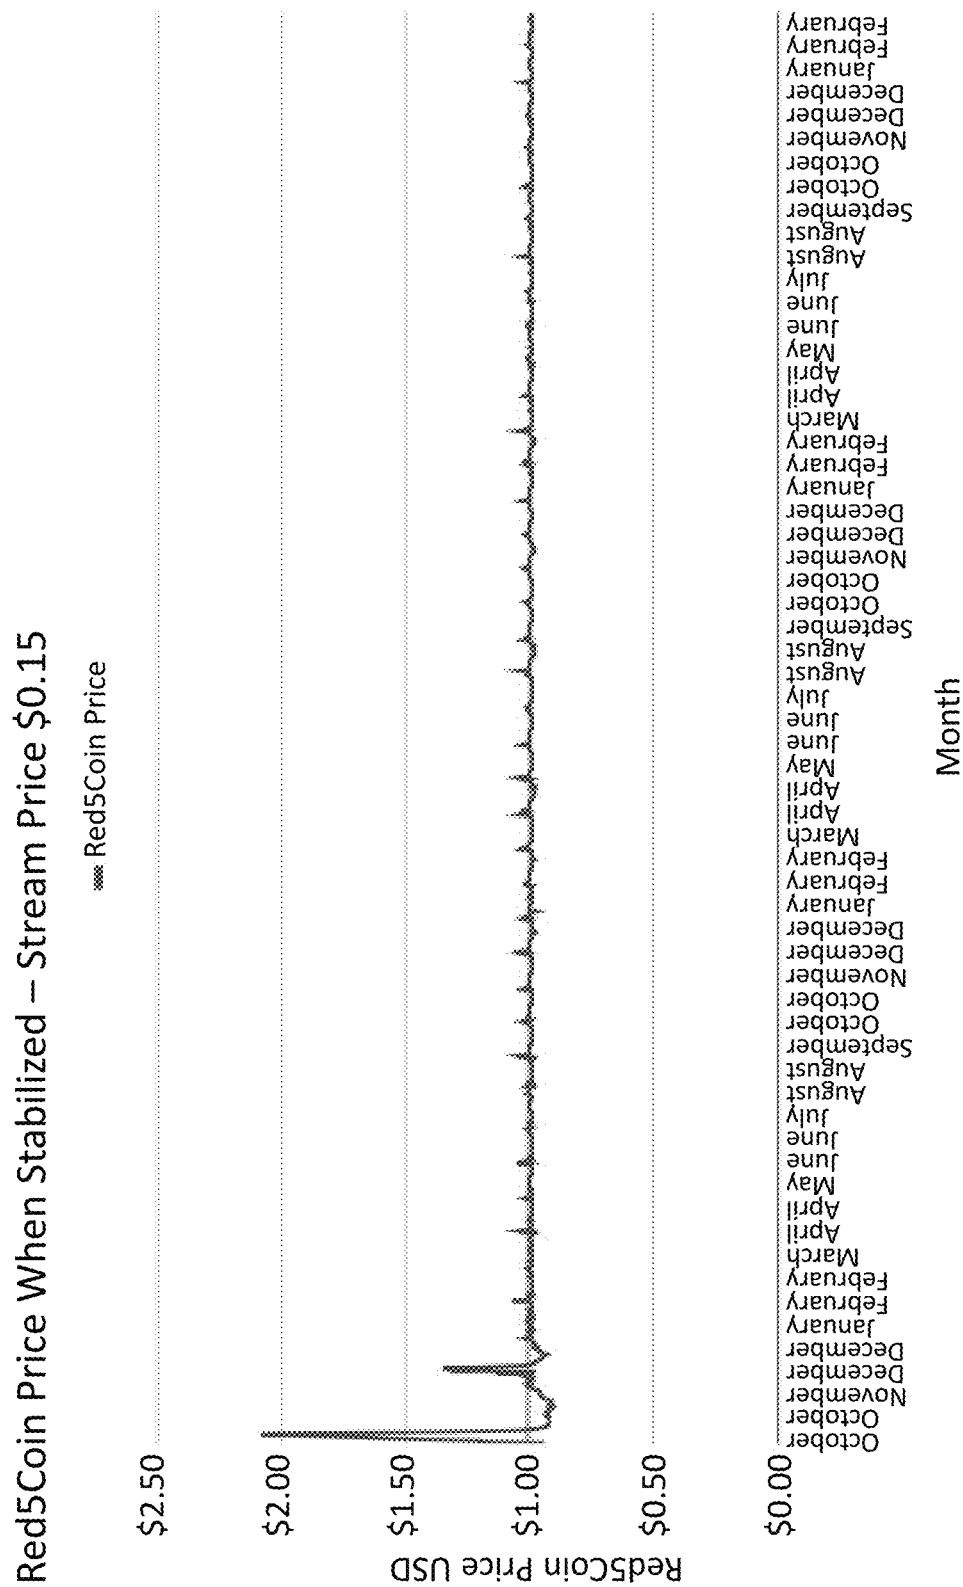 Red5Coin Price When Stabilized – Stream Price $0.15
Red5Coin Price
Red5Coin Price USD
$2.50
$2.00
$1.50
$1.00
$0.50
$0.00
October
October
November
December
December
January
February
February
March
April
April
May
June
June
July
August
August
September
October
October
November
December
December
January
February
February
March
April
April
May
June
June
July
August
August
September
October
October
November
December
December
January
February
February
March
April
April
May
June
June
July
August
August
September
October
October
November
December
December
January
February
February
Month